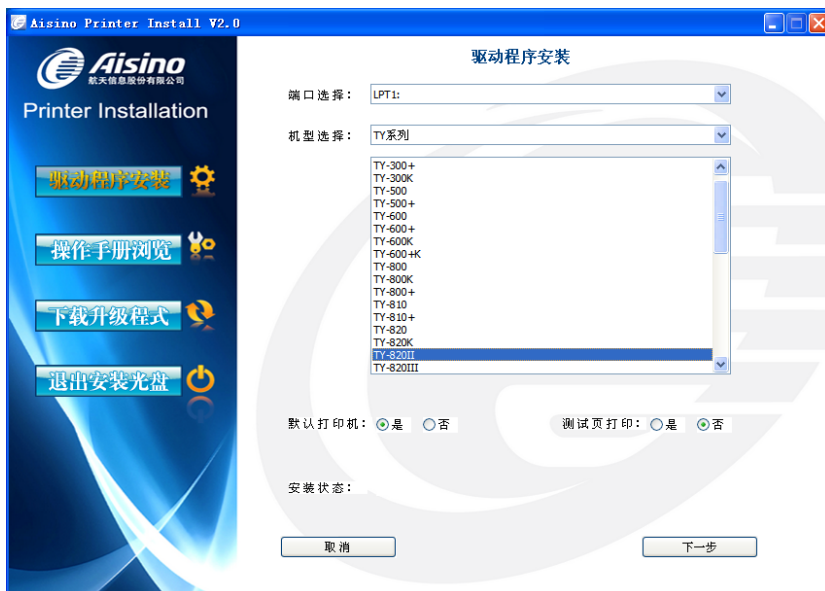 Aisino Printer Install V2.0
Aisino
航天信息股份有限公司
Printer Installation
驱动程序安装
操作手册浏览
下载升级程式
退出安装光盘
驱动程序安装
端口选择: LPT1:
机型选择: TY系列
TY-300+
TY-300K
TY-500
TY-500+
TY-600
TY-600+
TY-600K
TY-600+K
TY-800
TY-800K
TY-800+
TY-810
TY-810+
TY-820
TY-820K
TY-820II
TY-820III
默认打印机: 是 否 测试页打印: 是 否
安装状态:
取消 下一步